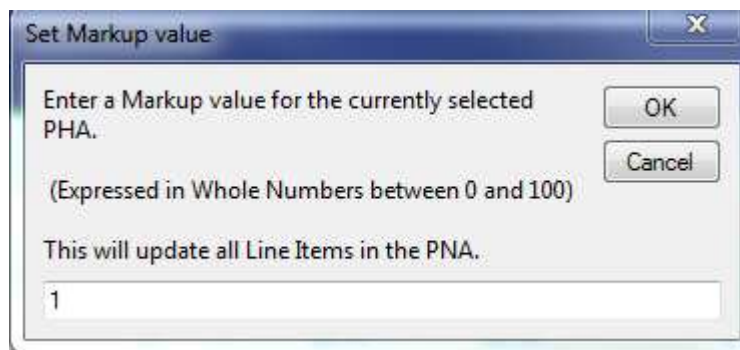 Set Markup value
Enter a Markup value for the currently selected
PHA.
OK
Cancel
(Expressed in Whole Numbers between 0 and 100)
This will update all Line Items in the PNA.
1